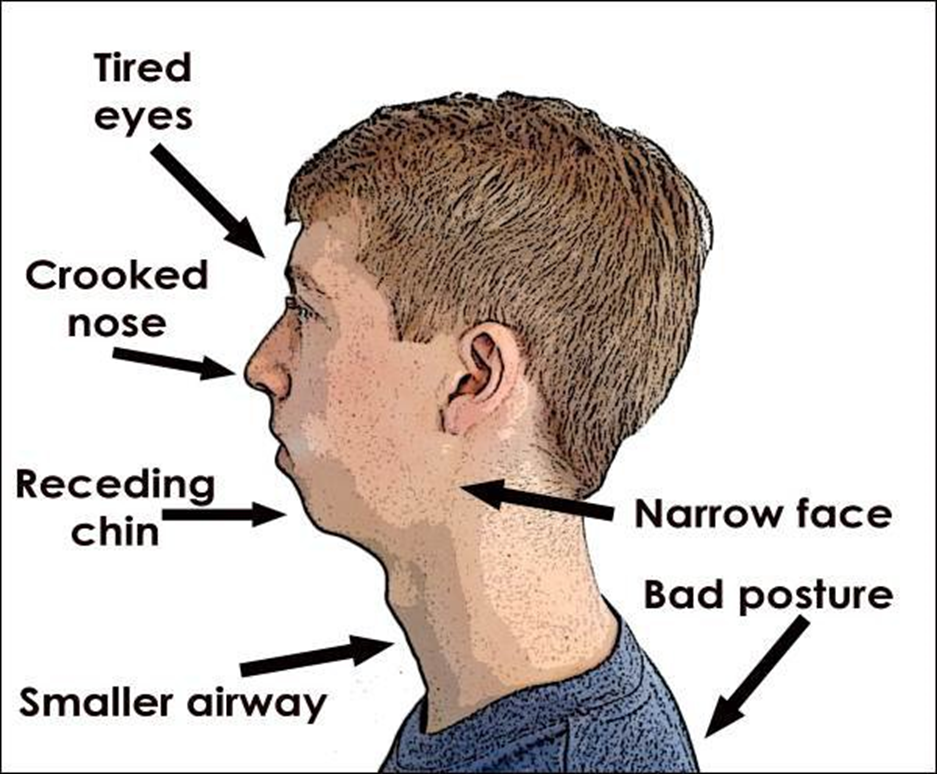 Tired
eyes
Crooked
nose
Receding
chin
Narrow face
Bad posture
Smaller airway